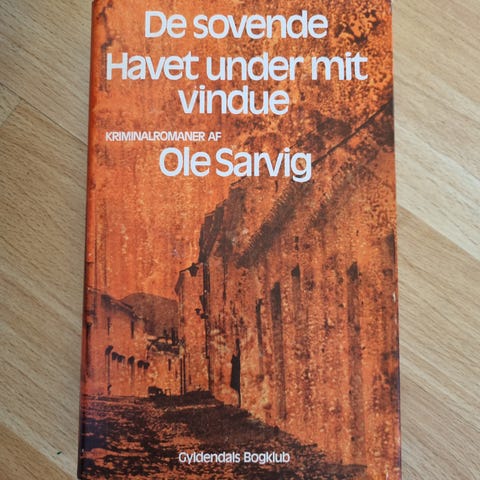 De sovende
Havet under mit
vindue
KRIMINALROMANER AF
Ole Sarvig
Gyldendals Bogklub